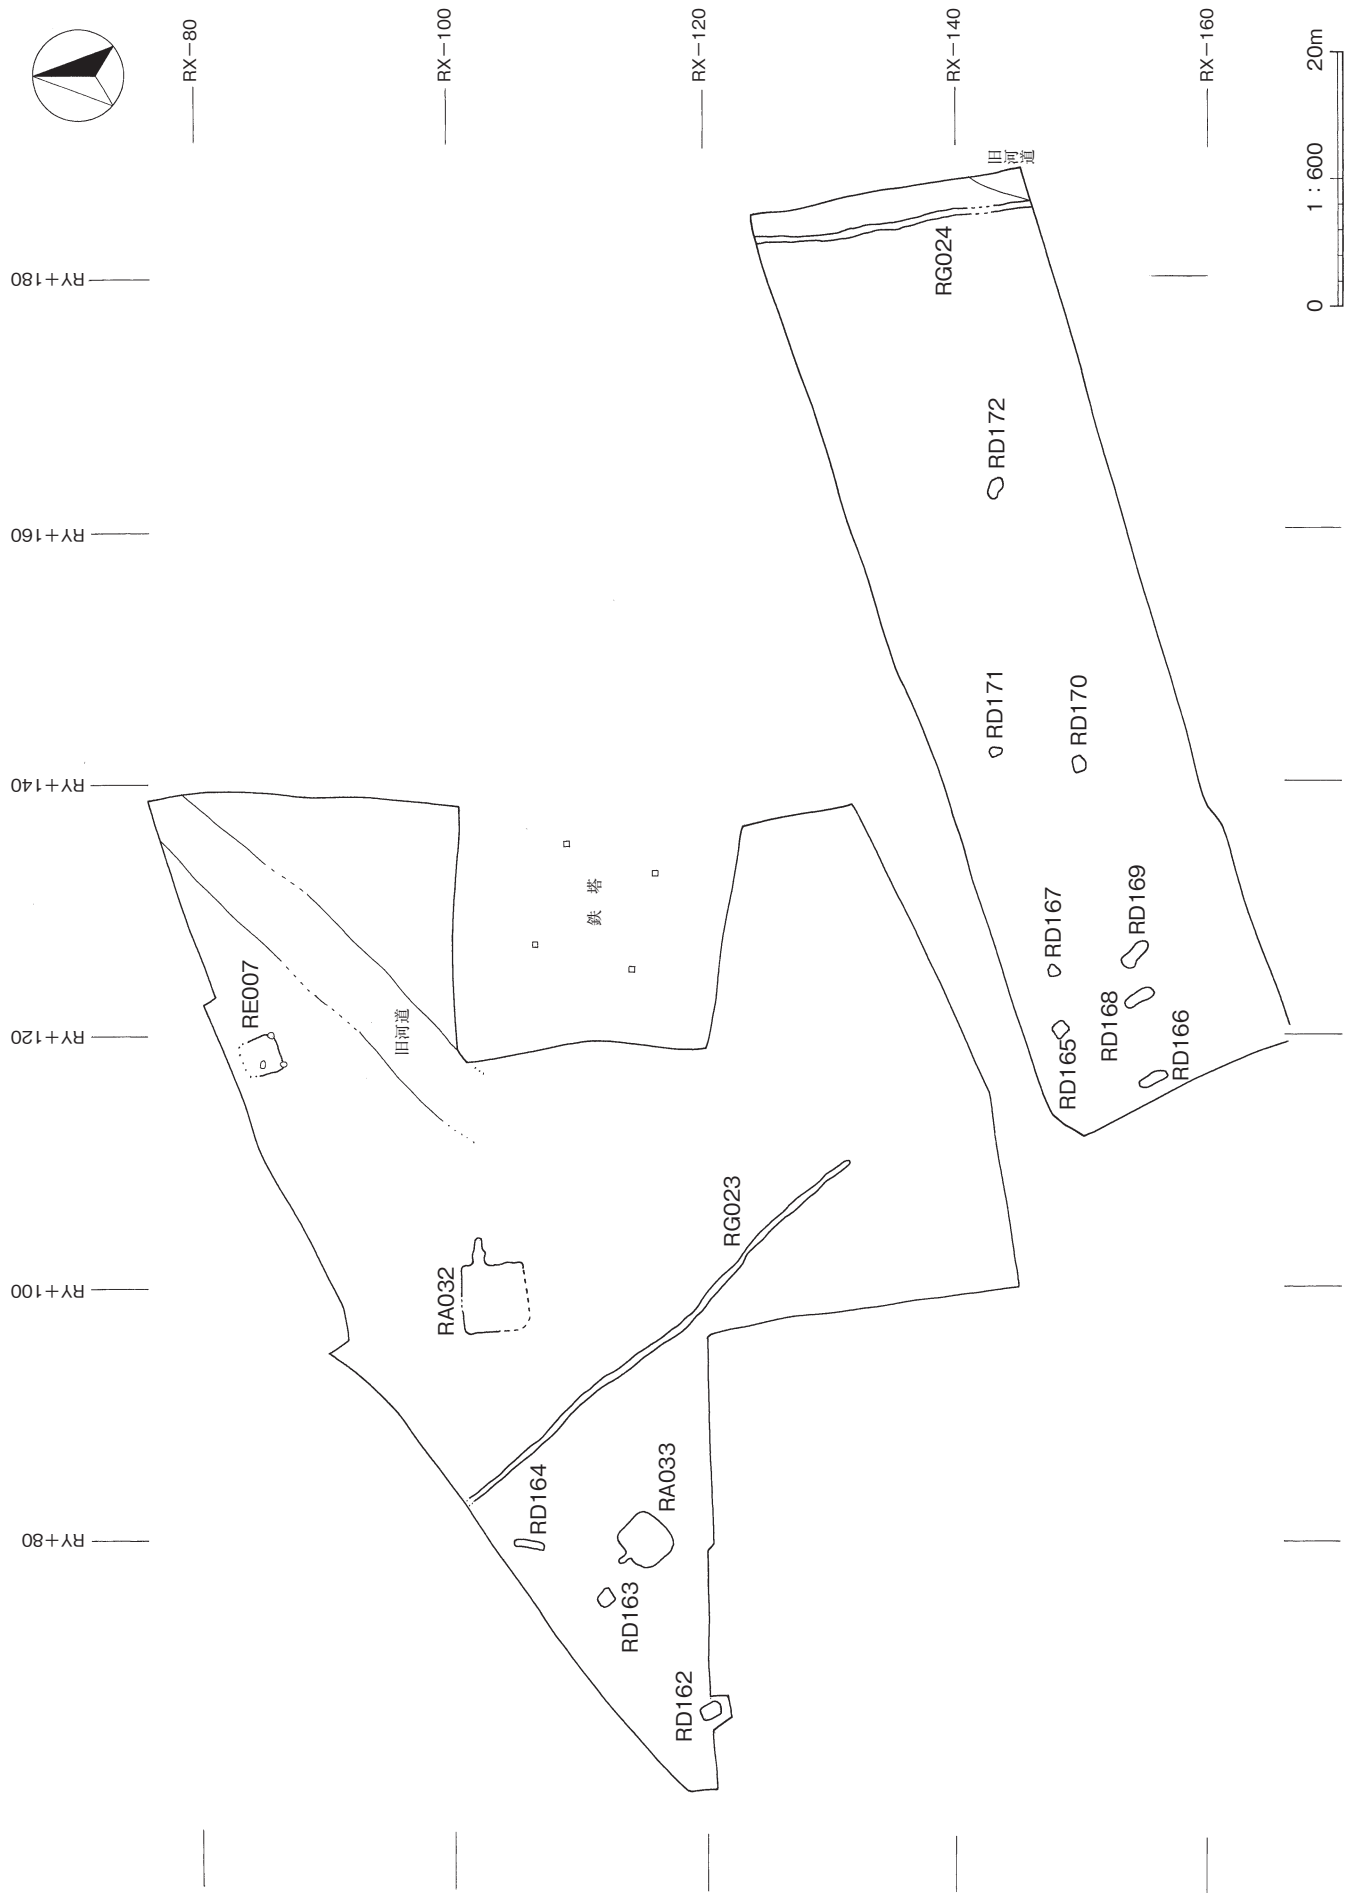 RX-80
RX-100
RX-120
RX-140
RX-160
RY+180
RY+160
RY+140
RY+120
RY+100
RY+80
旧河道
RG024
RD172
RD171
RD170
RD167
RD169
RD165
RD168
RD166
鉄塔
RE007
旧河道
RA032
RG023
RD164
RA033
RD163
RD162
0
1:600
20m